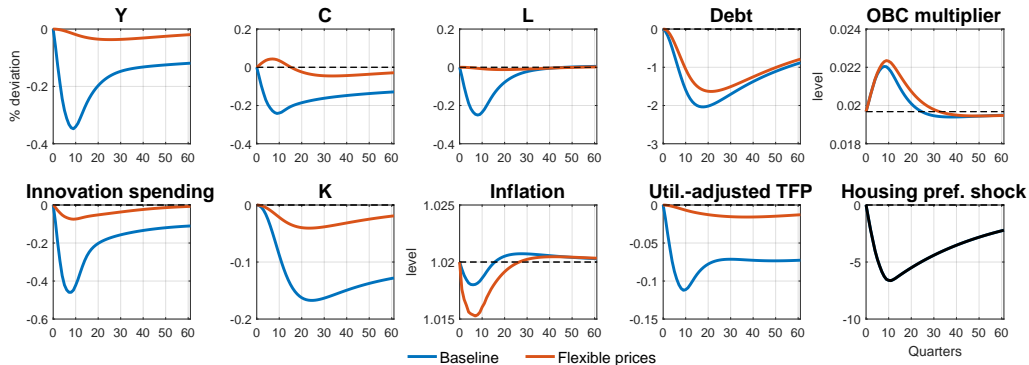 Y
C
L
Debt
OBC multiplier
% deviation
0
-0.2
-0.4
0 10 20 30 40 50 60
0.2
0
-0.2
-0.4
0 10 20 30 40 50 60
0.2
0
-0.2
-0.4
0 10 20 30 40 50 60
0
-1
-2
-3
0 10 20 30 40 50 60
level
0.024
0.022
0.02
0.018
0 10 20 30 40 50 60
Innovation spending
K
Inflation
Util.-adjusted TFP
Housing pref. shock
0
-0.2
-0.4
-0.6
0 10 20 30 40 50 60
0
-0.1
-0.2
0 10 20 30 40 50 60
level
1.025
1.02
1.015
0 10 20 30 40 50 60
0
-0.05
-0.1
-0.15
0 10 20 30 40 50 60
0
-5
-10
0 10 20 30 40 50 60
Quarters
Baseline
Flexible prices